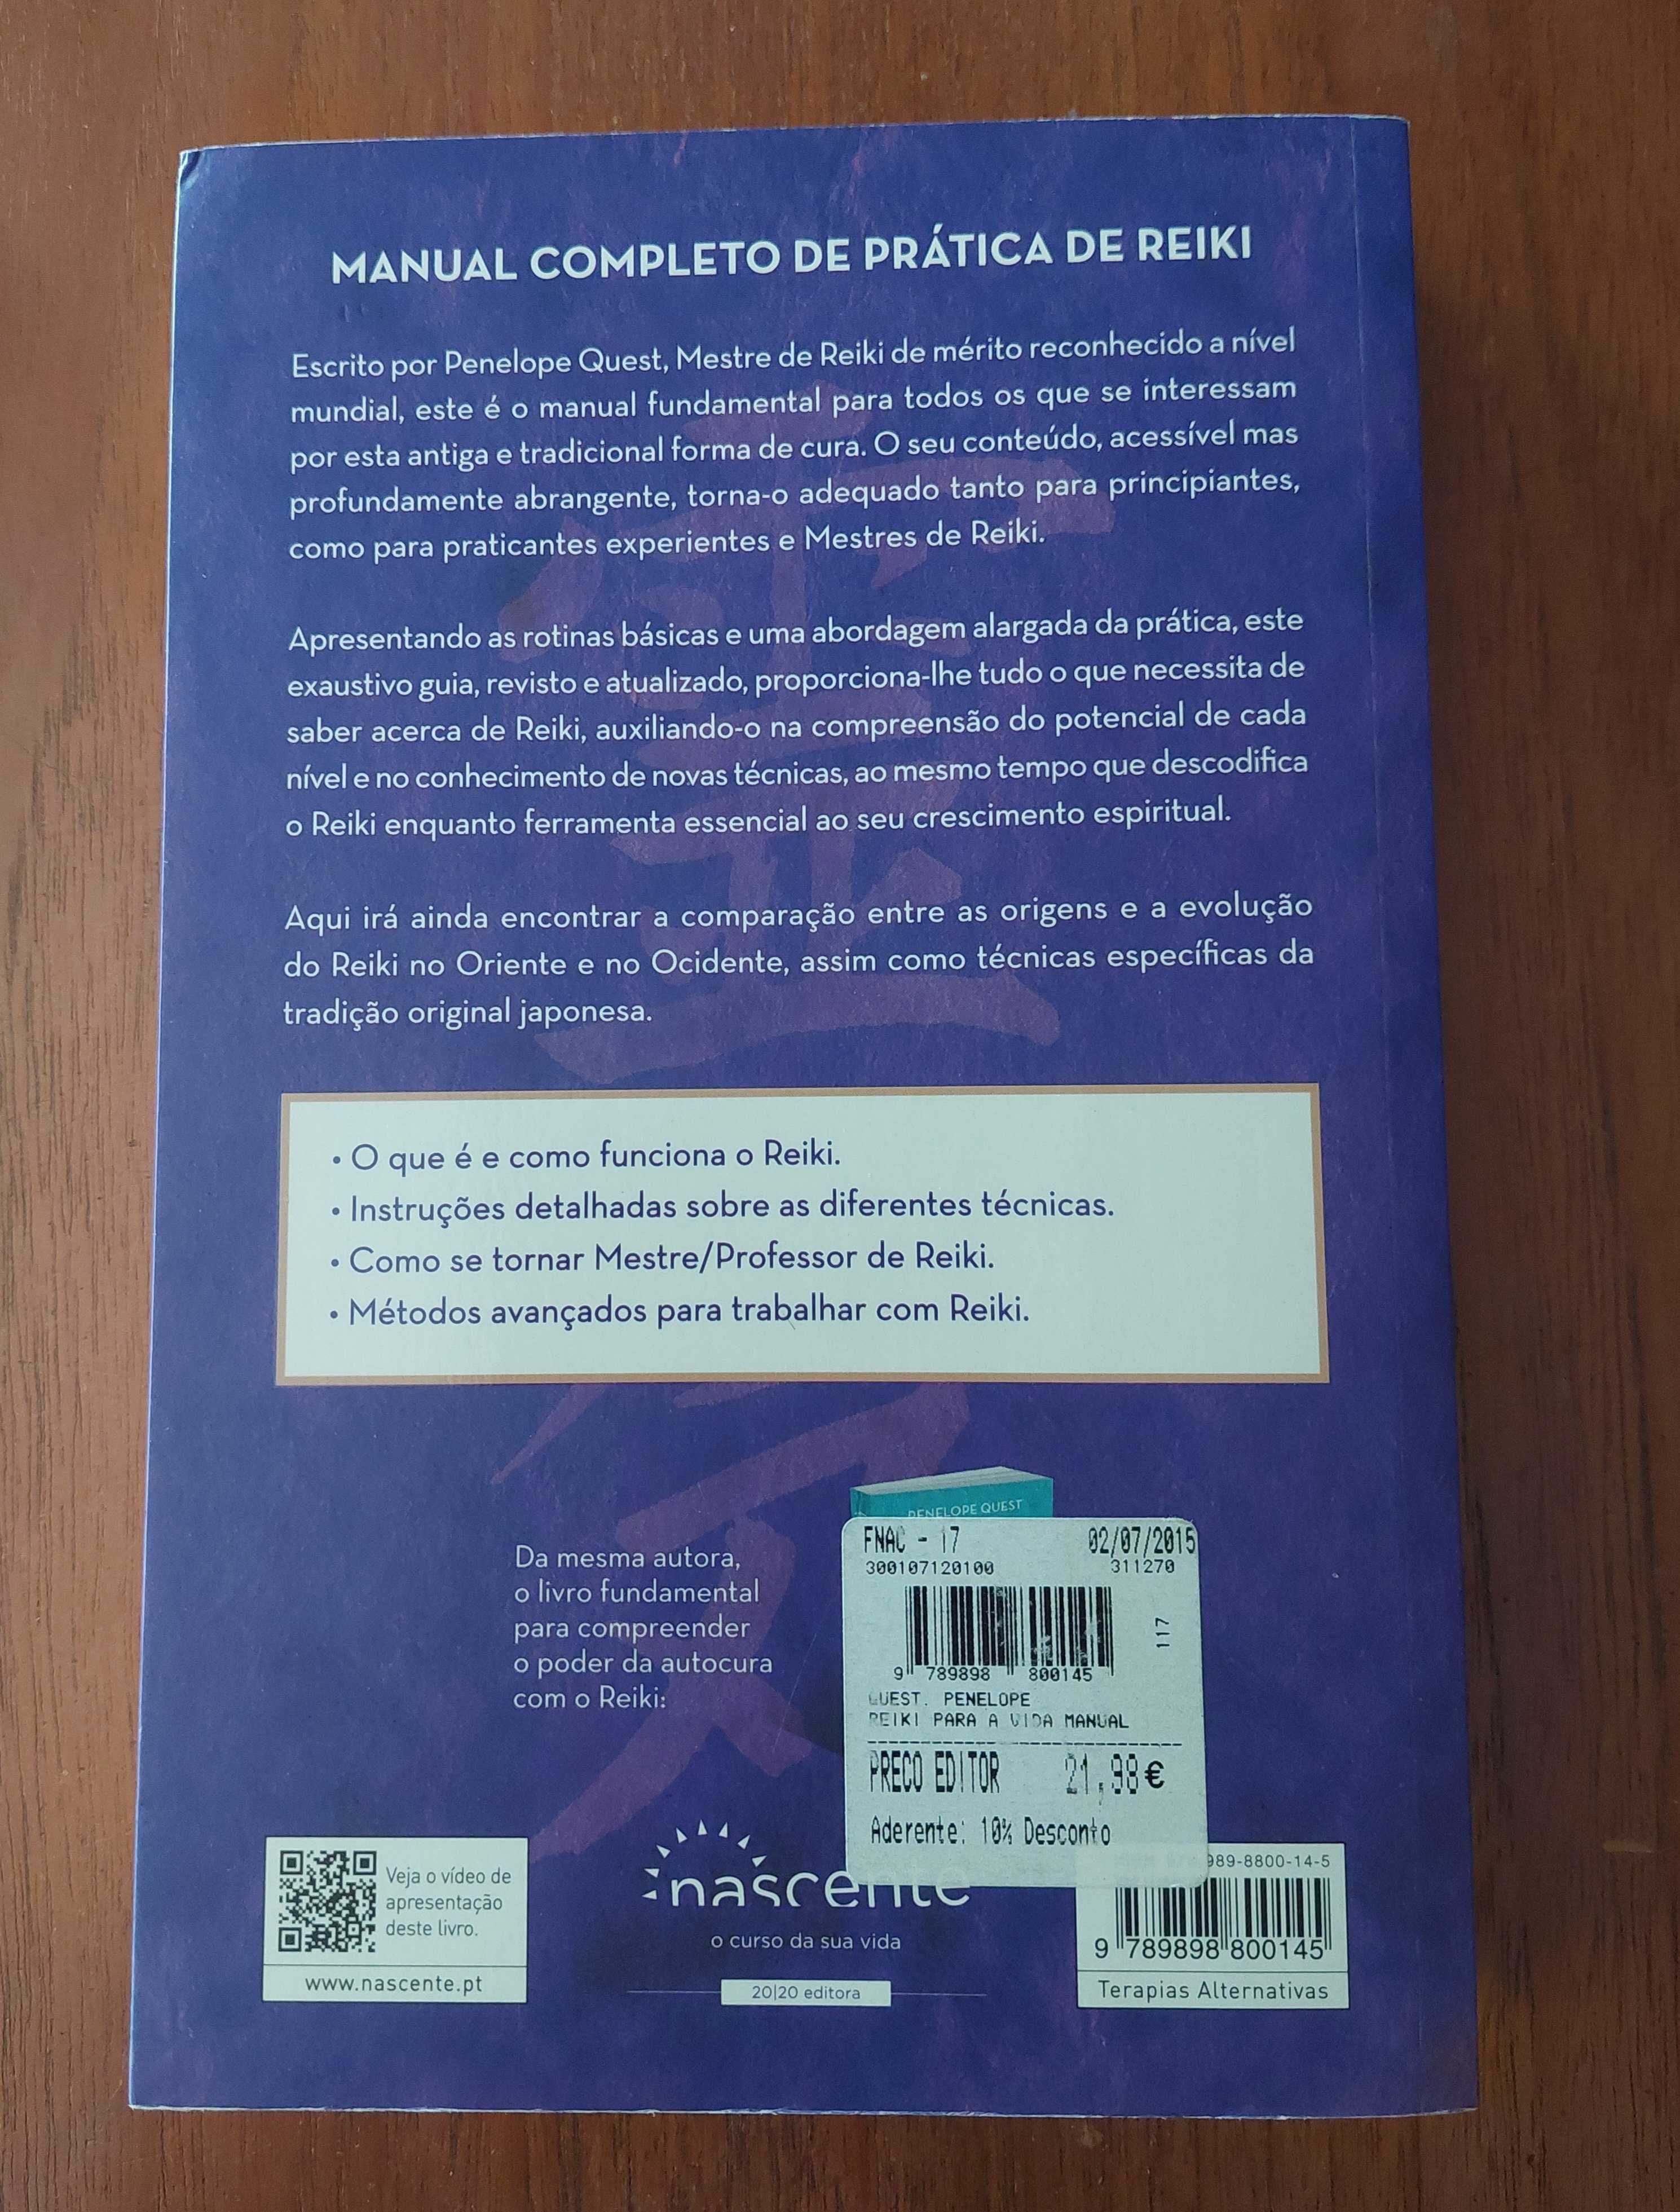 MANUAL COMPLETO DE PRÁTICA DE REIKI
Escrito por Penelope Quest, Mestre de Reiki de mérito reconhecido a nível
mundial, este é o manual fundamental para todos os que se interessam
por esta antiga e tradicional forma de cura. O seu conteúdo, acessível mas
profundamente abrangente, torna-o adequado tanto para principiantes,
como para praticantes experientes e Mestres de Reiki.
Apresentando as rotinas básicas e uma abordagem alargada da prática, este
exaustivo guia, revisto e atualizado, proporciona-lhe tudo o que necessita de
saber acerca de Reiki, auxiliando-o na compreensão do potencial de cada
nível e no conhecimento de novas técnicas, ao mesmo tempo que descodifica
o Reiki enquanto ferramenta essencial ao seu crescimento espiritual.
Aqui irá ainda encontrar a comparação entre as origens e a evolução
do Reiki no Oriente e no Ocidente, assim como técnicas específicas da
tradição original japonesa.
• O que é e como funciona o Reiki.
• Instruções detalhadas sobre as diferentes técnicas.
• Como se tornar Mestre/Professor de Reiki.
• Métodos avançados para trabalhar com Reiki.
Da mesma autora,
o livro fundamental
para compreender
o poder da autocura
com o Reiki:
PENELOPE QUEST
FNAC - 17 02/07/2015
300107120100 311270
117
9 789898 800145
QUEST. PENELOPE
REIKI PARA A VIDA MANUAL
PRECO EDITOR 21,98€
Aderente: 10% Desconto
Veja o vídeo de
apresentação
deste livro.
www.nascente.pt
nascente
o curso da sua vida
20|20 editora
989-8800-14-5
9 789898 800145
Terapias Alternativas